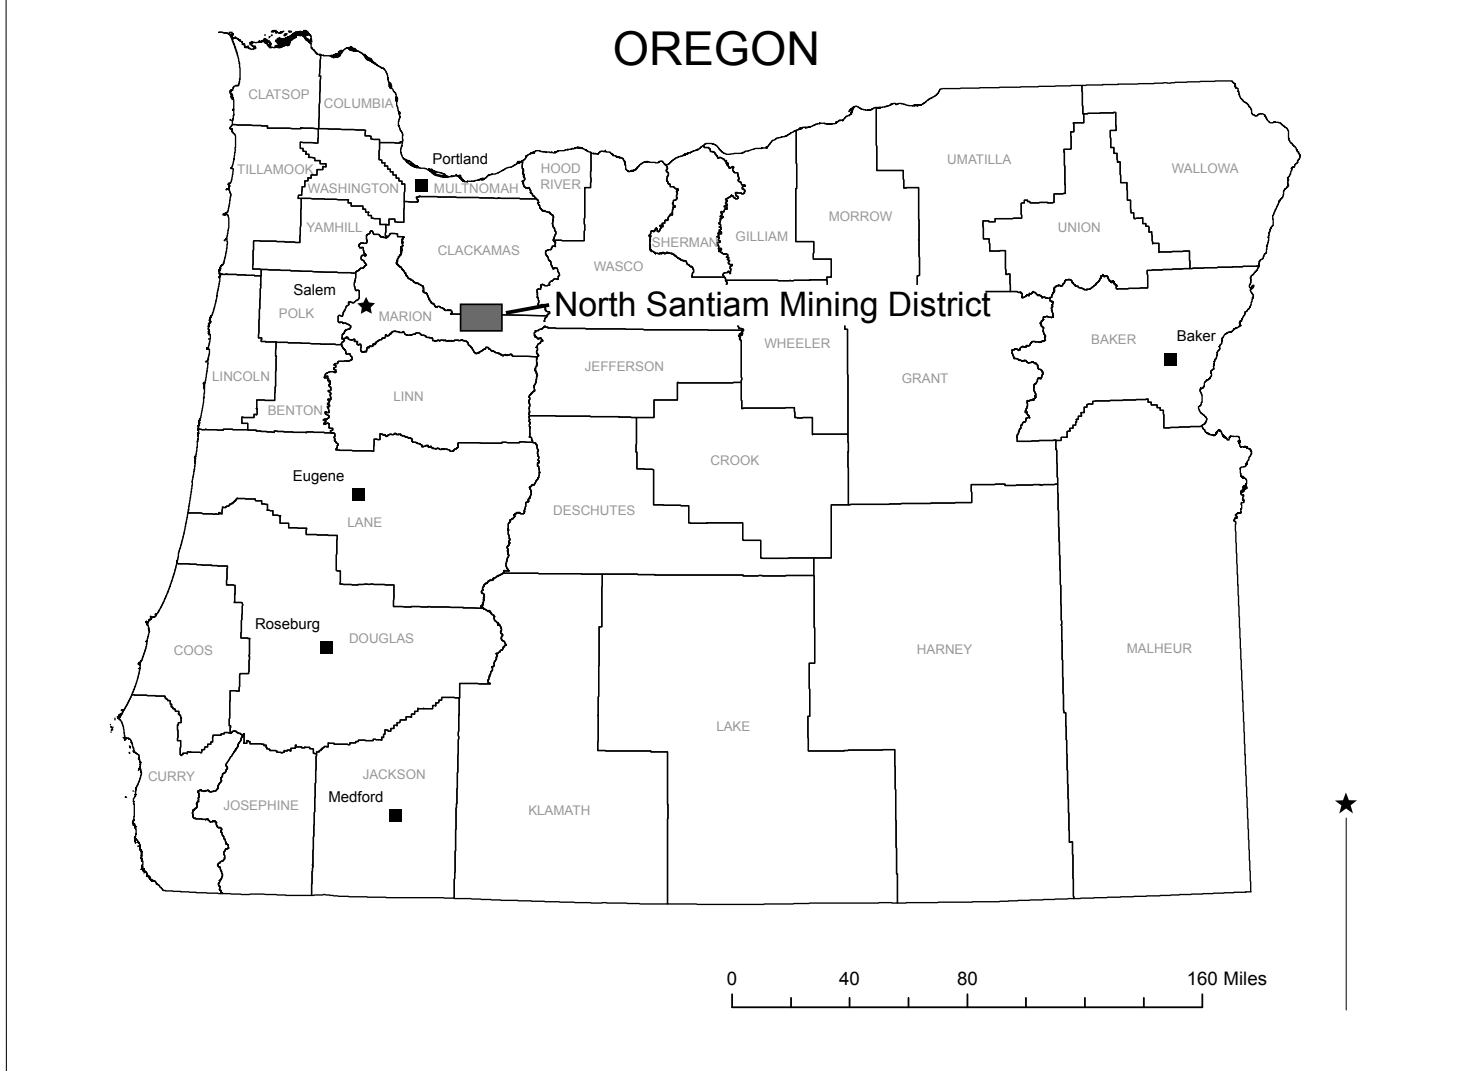 OREGON
CLATSOP
COLUMBIA
Portland
TILLAMOOK
WASHINGTON
MULTNOMAH
HOOD
RIVER
UMATILLA
WALLOWA
YAMHILL
CLACKAMAS
WASCO
SHERMAN
GILLIAM
MORROW
UNION
Salem
POLK
MARION
North Santiam Mining District
JEFFERSON
WHEELER
GRANT
BAKER
Baker
LINCOLN
BENTON
LINN
CROOK
Eugene
LANE
DESCHUTES
Roseburg
DOUGLAS
COOS
HARNEY
MALHEUR
LAKE
CURRY
JOSEPHINE
JACKSON
Medford
KLAMATH
0 40 80 160 Miles